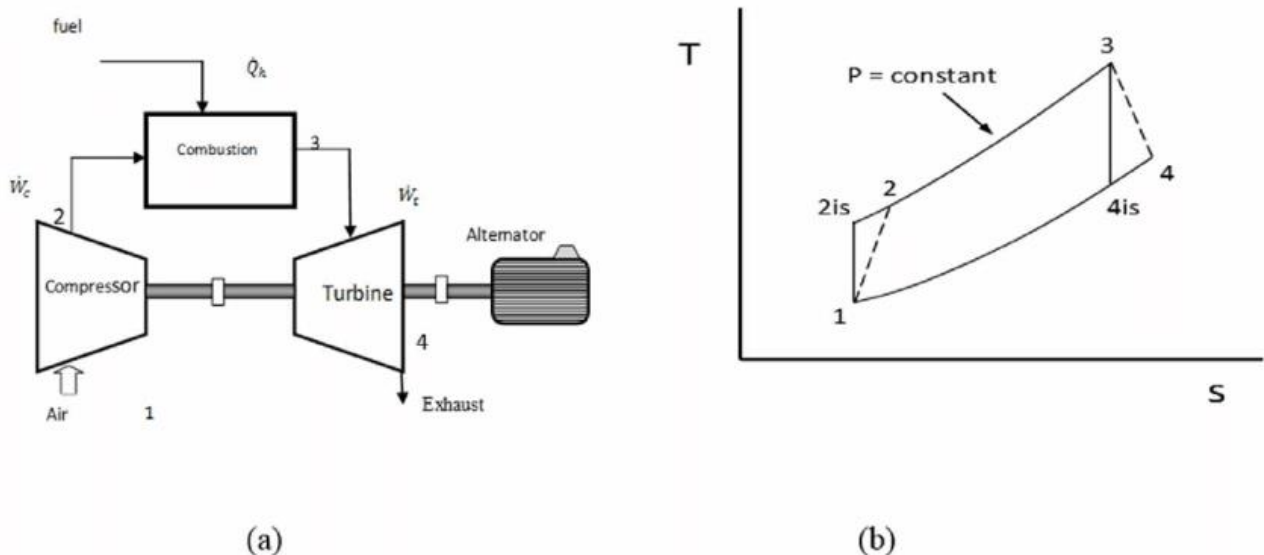 fuel
Q̇h
Combustion
3
Ẇc
2
Ẇt
Alternator
Compressor
Turbine
4
Air
1
Exhaust
(a)
T
P = constant
3
2is
2
4
4is
1
S
(b)